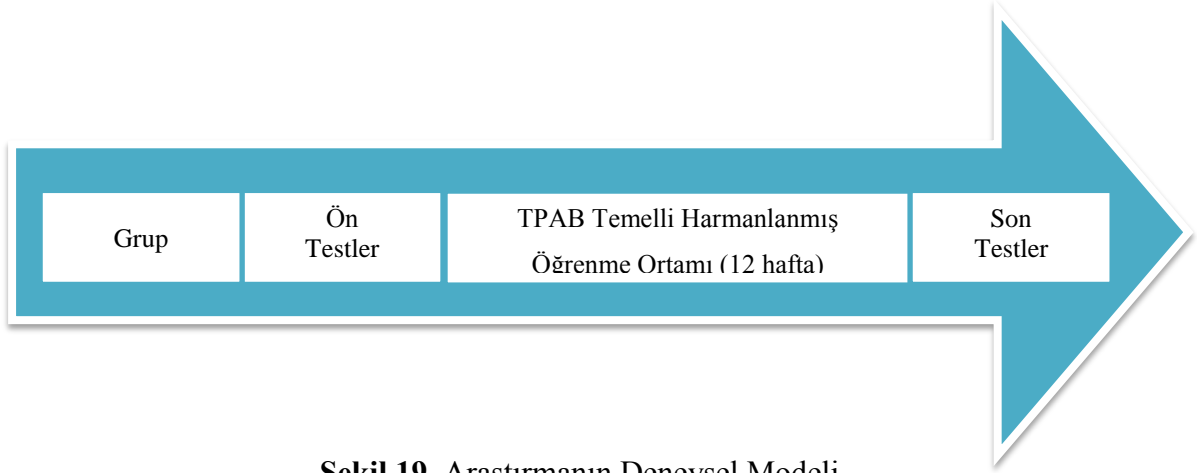 Grup
Ön
Testler
TPAB Temelli Harmanlanmış
Öğrenme Ortamı (12 hafta)
Son
Testler
Şekil 19. Araştırmanın Deneysel Modeli